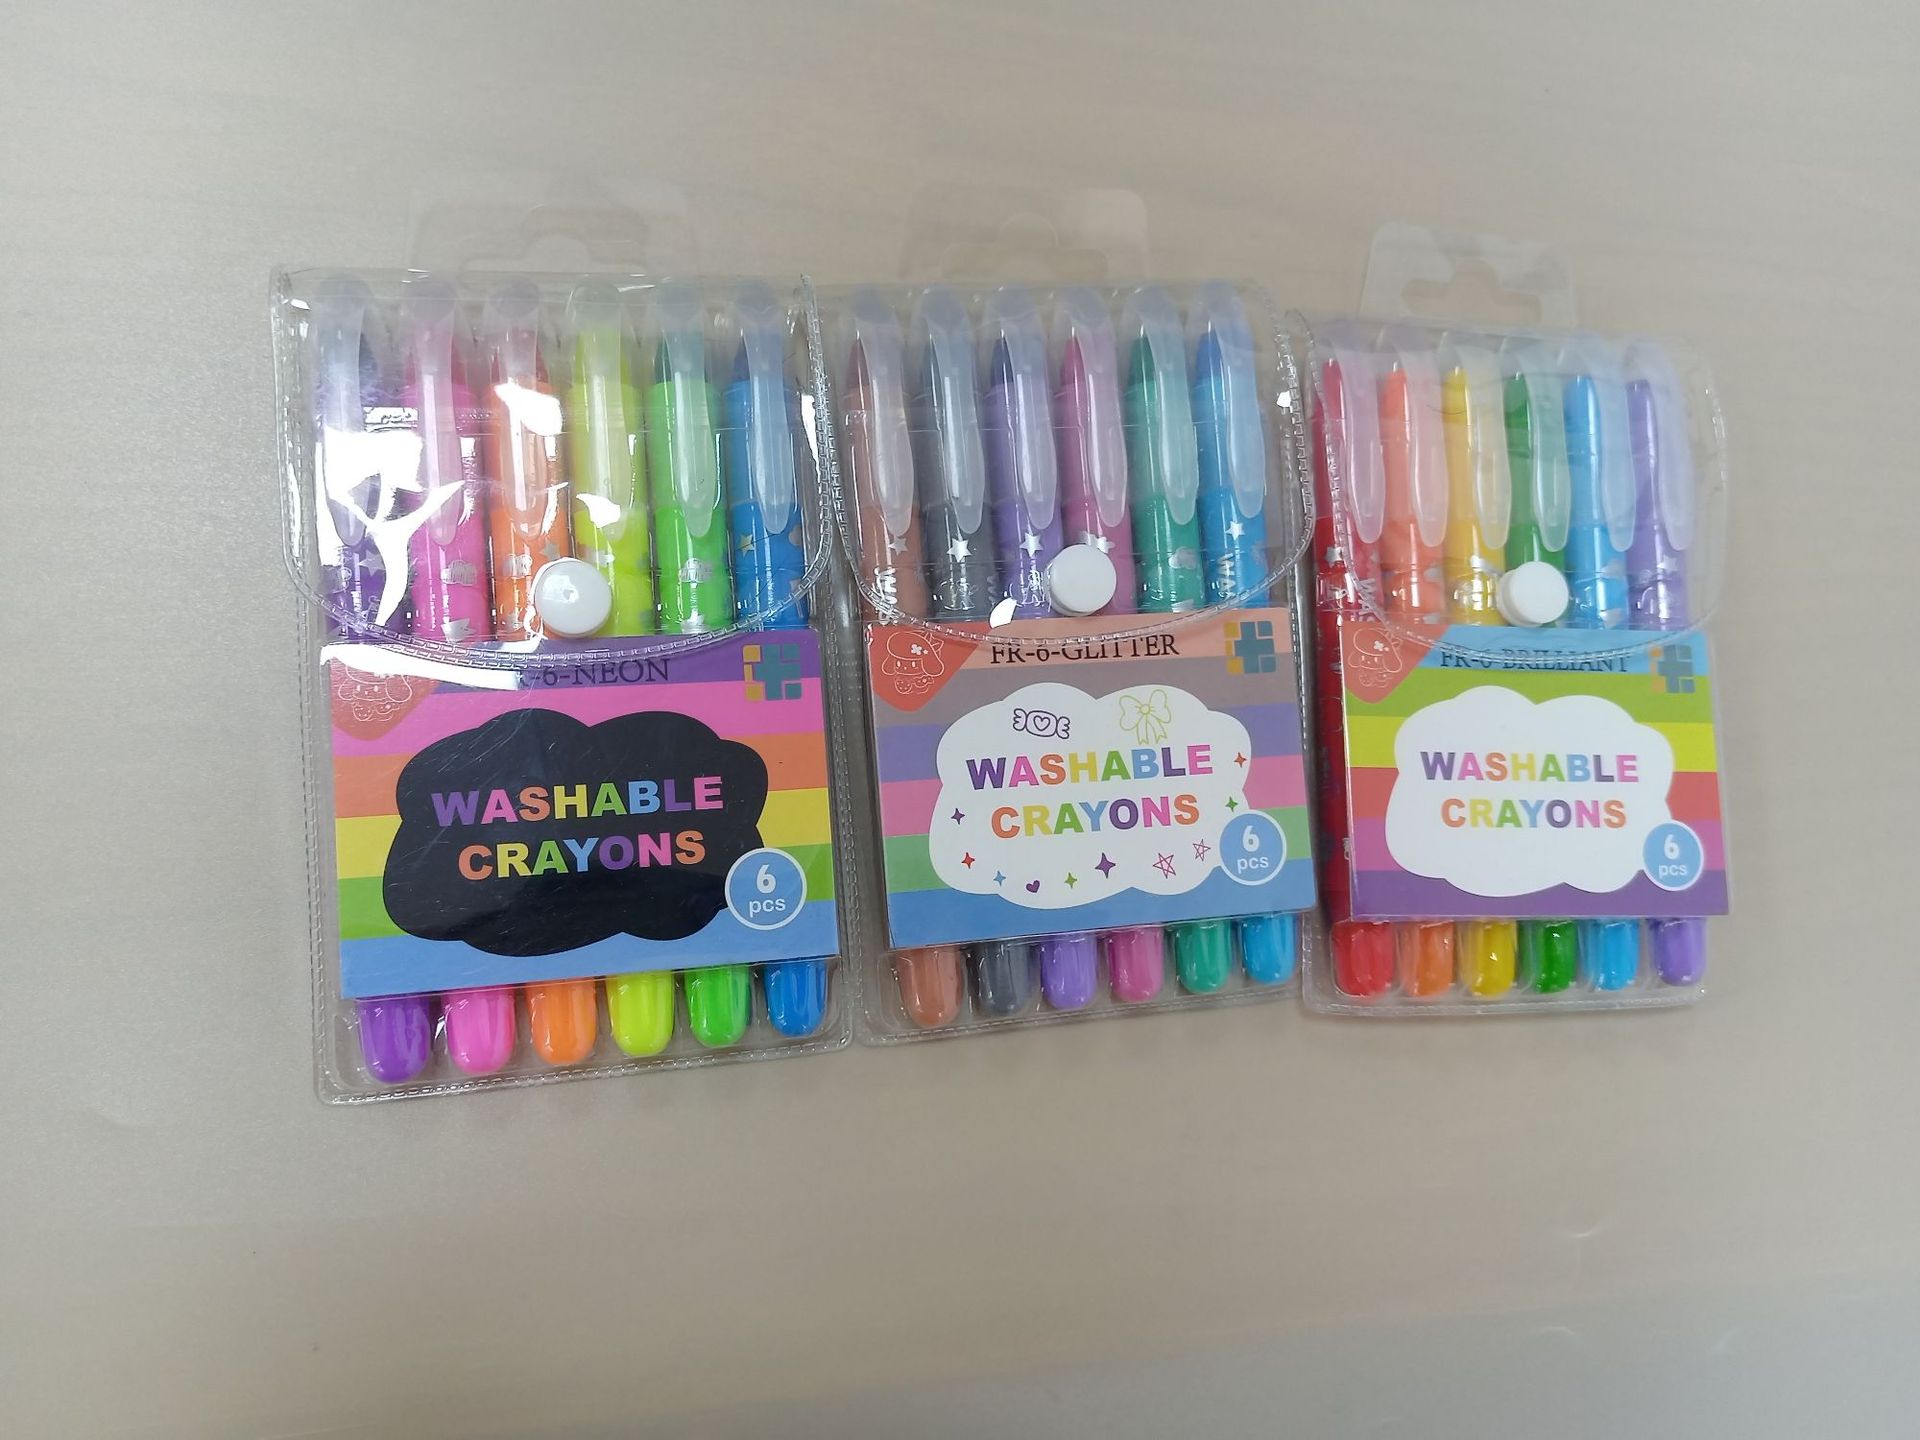 -6-NEON
WASHABLE
CRAYONS
6
pcs
FR-6-GLITTER
WASHABLE
CRAYONS
6
pcs
FR-6-BRILLIANT
WASHABLE
CRAYONS
6
pcs